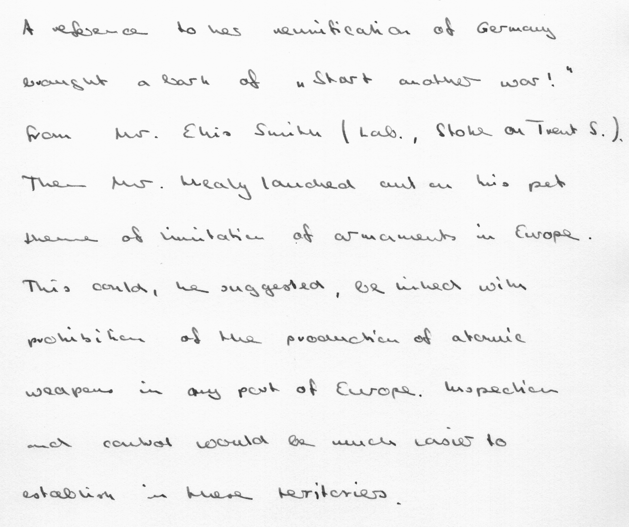 A reference to her reunification of Germany
brought a bark of "Start another war!"
from Mr. Ellis Smith (Lab., Stoke on Trent S.).
Then Mr. Healy launched out on his pet
theme of limitation of armaments in Europe.
This could, he suggested, be linked with
prohibition of the production of atomic
weapons in any part of Europe. Inspection
and control would be much easier to
establish in these territories.